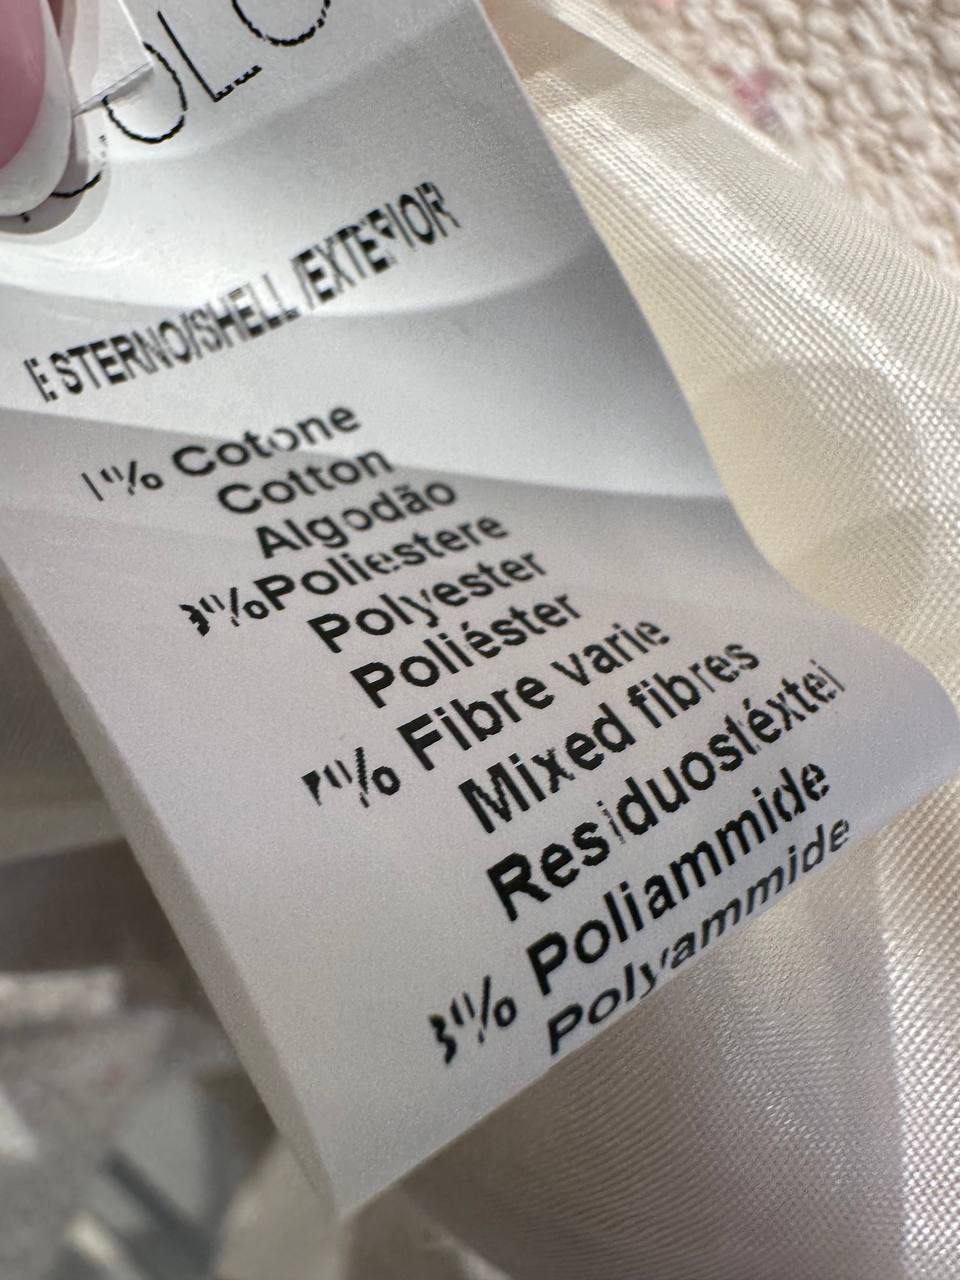 ESTERNO/SHELL/EXTERIOR
Cotone
Cotton
Algodão
Poliestere
Polyester
Poliéster
Fibre varie
Mixed fibres
Residuostéxtei
Poliammide
Polyammide